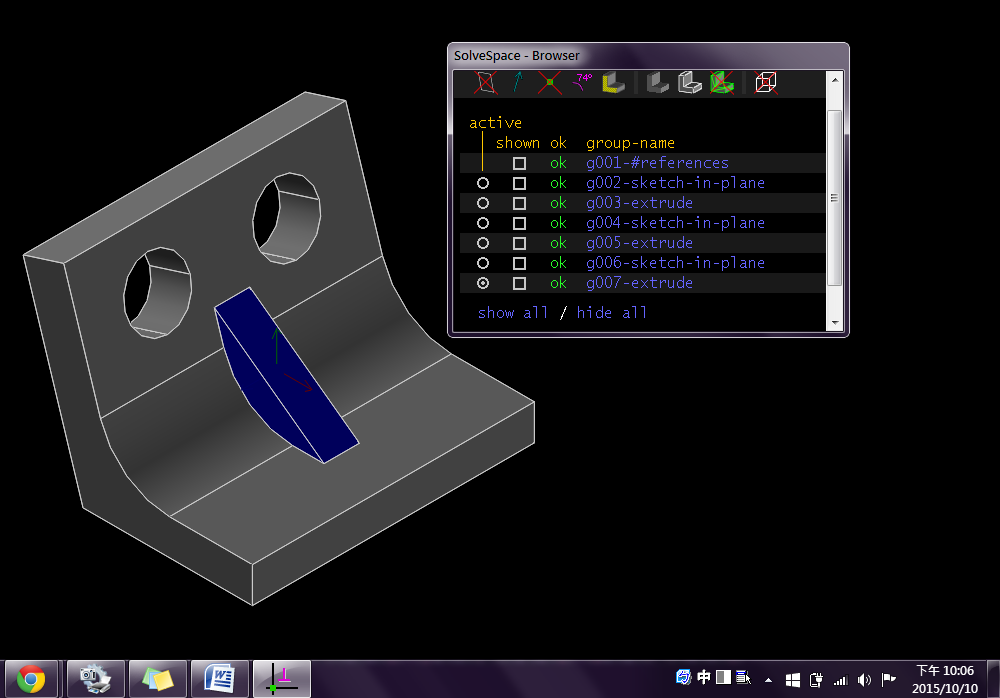 SolveSpace - Browser
74°
active
shown ok group-name
ok g001-#references
ok g002-sketch-in-plane
ok g003-extrude
ok g004-sketch-in-plane
ok g005-extrude
ok g006-sketch-in-plane
ok g007-extrude
show all / hide all
W
中
下午 10:06
2015/10/10